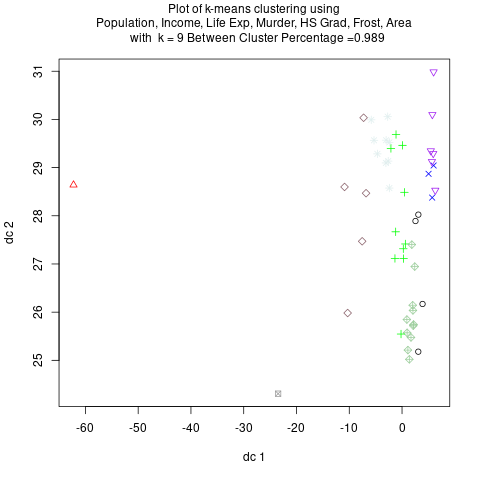 Plot of k-means clustering using
Population, Income, Life Exp, Murder, HS Grad, Frost, Area
with  k = 9 Between Cluster Percentage =0.989
31
30
29
28
27
26
25
dc 2
-60
-50
-40
-30
-20
-10
0
dc 1